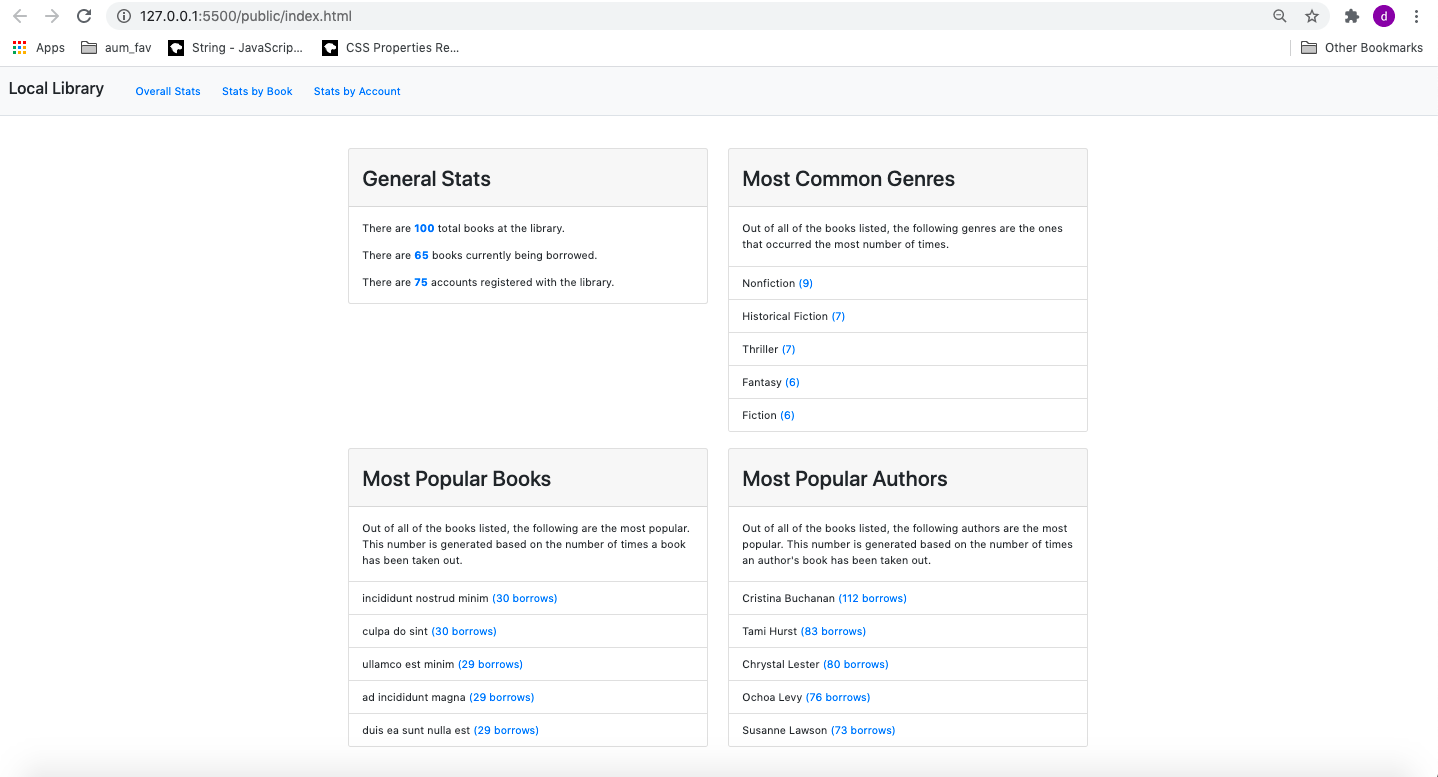 127.0.0.1:5500/public/index.html
d
Apps
aum_fav
String - JavaScrip...
CSS Properties Re...
Other Bookmarks
Local Library
Overall Stats
Stats by Book
Stats by Account
General Stats
There are 100 total books at the library.
There are 65 books currently being borrowed.
There are 75 accounts registered with the library.
Most Common Genres
Out of all of the books listed, the following genres are the ones
that occurred the most number of times.
Nonfiction (9)
Historical Fiction (7)
Thriller (7)
Fantasy (6)
Fiction (6)
Most Popular Books
Out of all of the books listed, the following are the most popular.
This number is generated based on the number of times a book
has been taken out.
incididunt nostrud minim (30 borrows)
culpa do sint (30 borrows)
ullamco est minim (29 borrows)
ad incididunt magna (29 borrows)
duis ea sunt nulla est (29 borrows)
Most Popular Authors
Out of all of the books listed, the following authors are the most
popular. This number is generated based on the number of times
an author's book has been taken out.
Cristina Buchanan (112 borrows)
Tami Hurst (83 borrows)
Chrystal Lester (80 borrows)
Ochoa Levy (76 borrows)
Susanne Lawson (73 borrows)